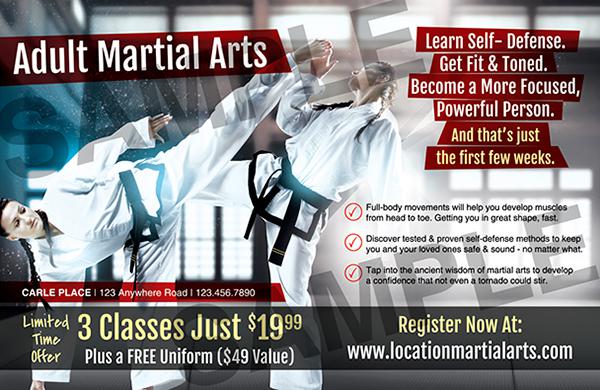 Adult Martial Arts
Learn Self- Defense.
Get Fit & Toned.
Become a More Focused,
Powerful Person.
And that's just
the first few weeks.
Full-body movements will help you develop muscles
from head to toe. Getting you in great shape, fast.
Discover tested & proven self-defense methods to keep
you and your loved ones safe & sound - no matter what.
Tap into the ancient wisdom of martial arts to develop
a confidence that not even a tornado could stir.
CARLE PLACE | 123 Anywhere Road | 123.456.7890
Limited
Time
Offer
3 Classes Just $1999
Plus a FREE Uniform ($49 Value)
Register Now At:
www.locationmartialarts.com
SAMPLE
SAMPLE